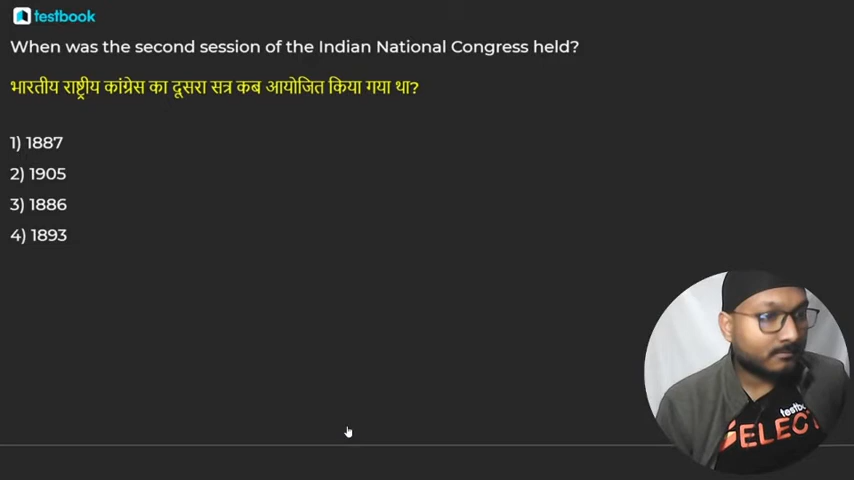 testbook
When was the second session of the Indian National Congress held?
भारतीय राष्ट्रीय कांग्रेस का दूसरा सत्र कब आयोजित किया गया था?
1) 1887
2) 1905
3) 1886
4) 1893
SELECT